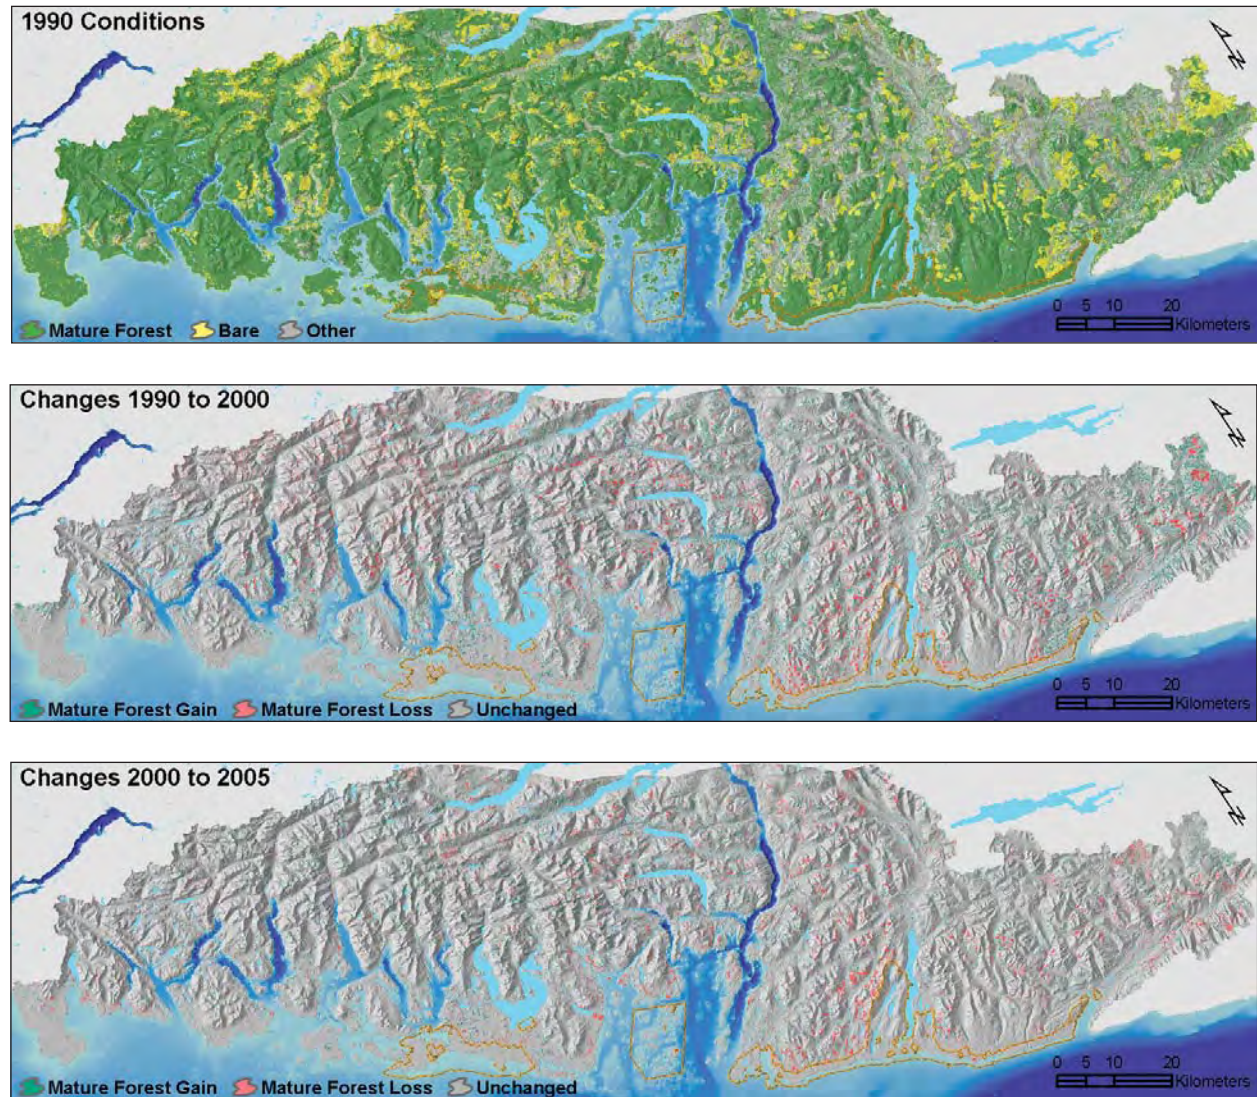 1990 Conditions
N
Mature Forest Bare Other
0 5 10 20
Kilometers
Changes 1990 to 2000
N
Mature Forest Gain Mature Forest Loss Unchanged
0 5 10 20
Kilometers
Changes 2000 to 2005
N
Mature Forest Gain Mature Forest Loss Unchanged
0 5 10 20
Kilometers